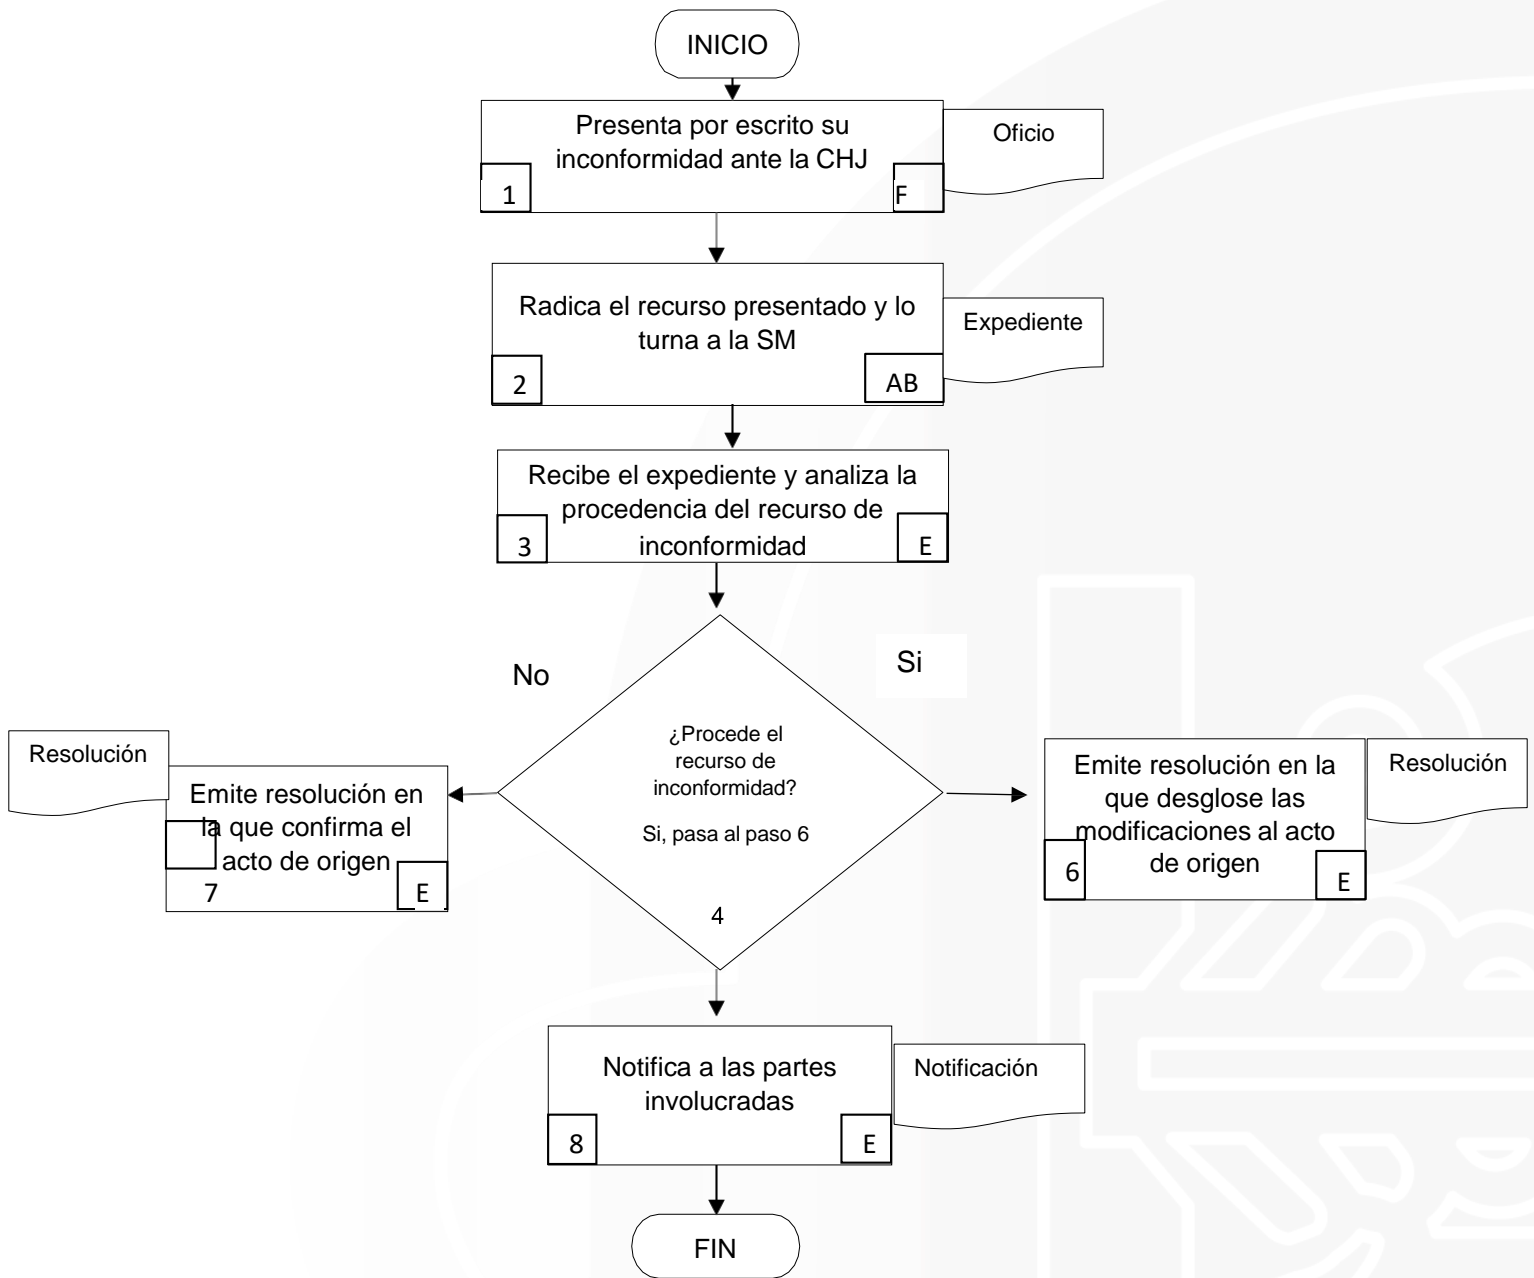 INICIO
Presenta por escrito su
inconformidad ante la CHJ
1
F
Oficio
Radica el recurso presentado y lo
turna a la SM
2
AB
Expediente
Recibe el expediente y analiza la
procedencia del recurso de
inconformidad
3
E
No
Si
¿Procede el
recurso de
inconformidad?
Si, pasa al paso 6
4
Resolución
Emite resolución en
la que confirma el
acto de origen
7
E
Emite resolución en la
que desglose las
modificaciones al acto
de origen
6
E
Resolución
Notifica a las partes
involucradas
8
E
Notificación
FIN